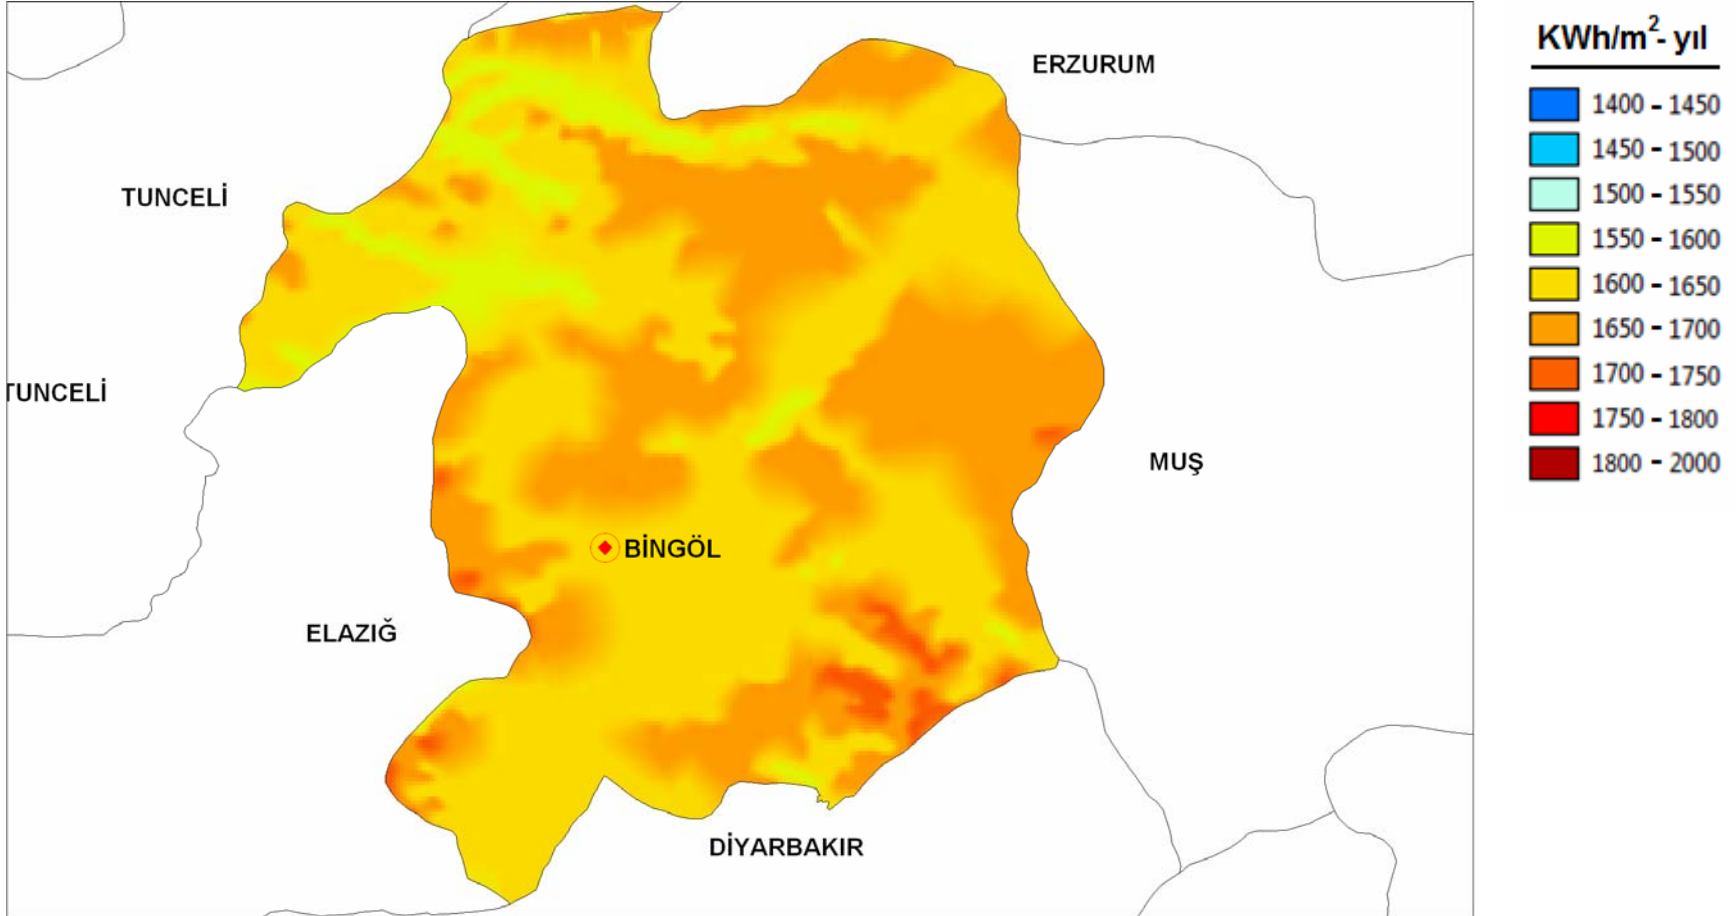 KWh/m²- yıl
1400 - 1450
1450 - 1500
1500 - 1550
1550 - 1600
1600 - 1650
1650 - 1700
1700 - 1750
1750 - 1800
1800 - 2000
ERZURUM
TUNCELİ
TUNCELİ
MUŞ
BİNGÖL
ELAZIĞ
DİYARBAKIR